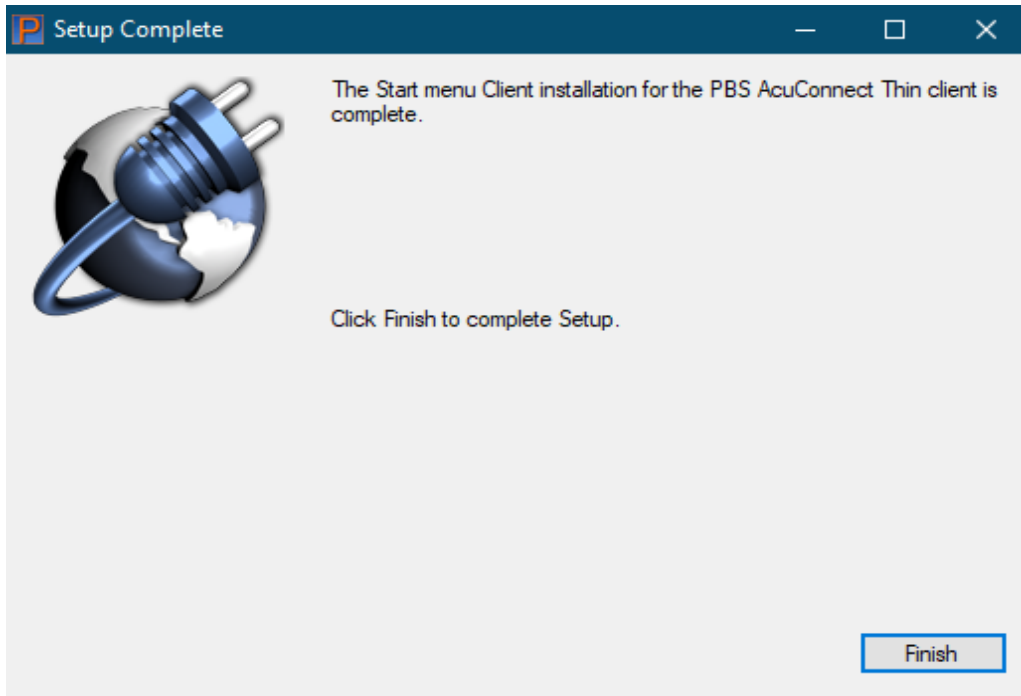 Setup Complete
The Start menu Client installation for the PBS AcuConnect Thin client is
complete.
Click Finish to complete Setup.
Finish